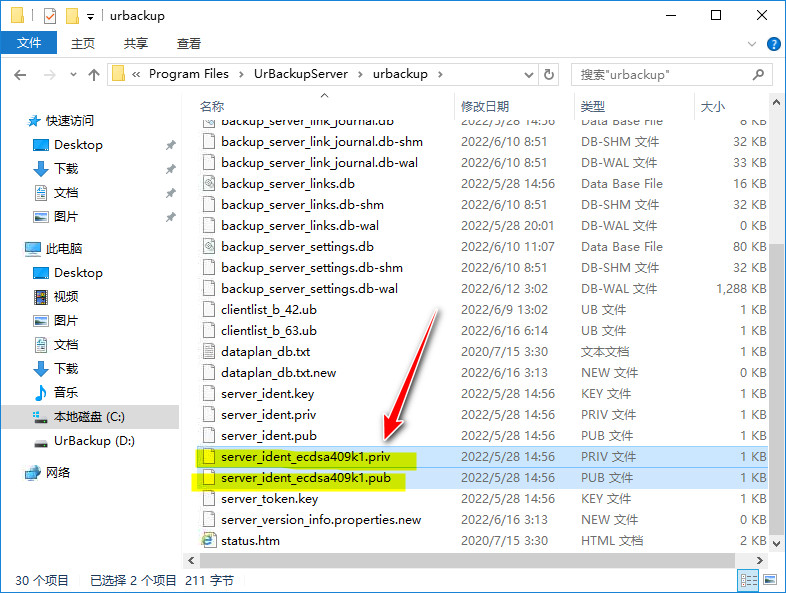 urbackup
文件 主页 共享 查看
« Program Files › UrBackupServer › urbackup › 搜索"urbackup"
名称 修改日期 类型 大小
快速访问
Desktop
下载
文档
图片
此电脑
Desktop
视频
图片
文档
下载
音乐
本地磁盘 (C:)
UrBackup (D:)
网络
backup_server_link_journal.db 2022/5/28 14:56 Data Base File 8 KB
backup_server_link_journal.db-shm 2022/6/10 8:51 DB-SHM 文件 32 KB
backup_server_link_journal.db-wal 2022/6/10 8:51 DB-WAL 文件 33 KB
backup_server_links.db 2022/5/28 14:56 Data Base File 16 KB
backup_server_links.db-shm 2022/6/10 8:51 DB-SHM 文件 32 KB
backup_server_links.db-wal 2022/5/28 20:01 DB-WAL 文件 0 KB
backup_server_settings.db 2022/6/10 11:07 Data Base File 80 KB
backup_server_settings.db-shm 2022/6/10 8:51 DB-SHM 文件 32 KB
backup_server_settings.db-wal 2022/6/12 3:02 DB-WAL 文件 1,288 KB
clientlist_b_42.ub 2022/6/9 13:02 UB 文件 1 KB
clientlist_b_63.ub 2022/6/16 6:14 UB 文件 1 KB
dataplan_db.txt 2020/7/15 3:30 文本文档 1 KB
dataplan_db.txt.new 2022/6/16 3:13 NEW 文件 0 KB
server_ident.key 2022/5/28 14:56 KEY 文件 1 KB
server_ident.priv 2022/5/28 14:56 PRIV 文件 1 KB
server_ident.pub 2022/5/28 14:56 PUB 文件 1 KB
server_ident_ecdsa409k1.priv 2022/5/28 14:56 PRIV 文件 1 KB
server_ident_ecdsa409k1.pub 2022/5/28 14:56 PUB 文件 1 KB
server_token.key 2022/5/28 14:56 KEY 文件 1 KB
server_version_info.properties.new 2022/6/16 3:13 NEW 文件 0 KB
status.htm 2020/7/15 3:30 HTML 文档 2 KB
30 个项目 已选择 2 个项目 211 字节